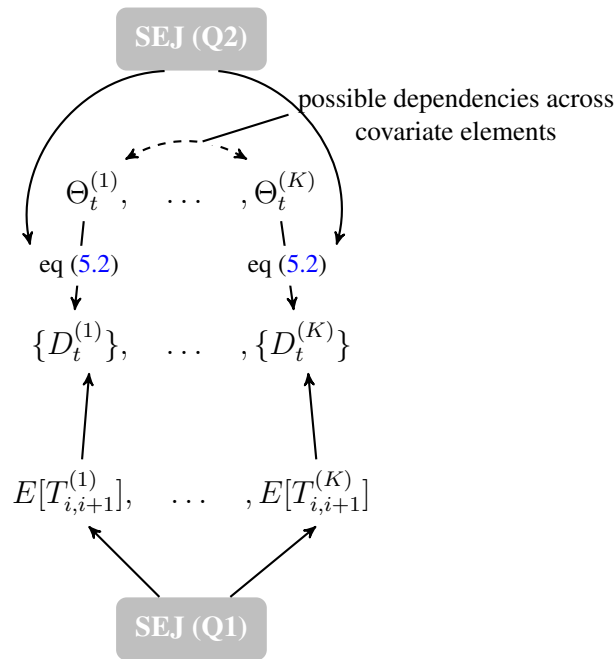 SEJ (Q2)
possible dependencies across
covariate elements
Θ_t^{(1)}, ... , Θ_t^{(K)}
eq (5.2) eq (5.2)
{D_t^{(1)}}, ... , {D_t^{(K)}}
E[T_{i,i+1}^{(1)}], ... , E[T_{i,i+1}^{(K)}]
SEJ (Q1)